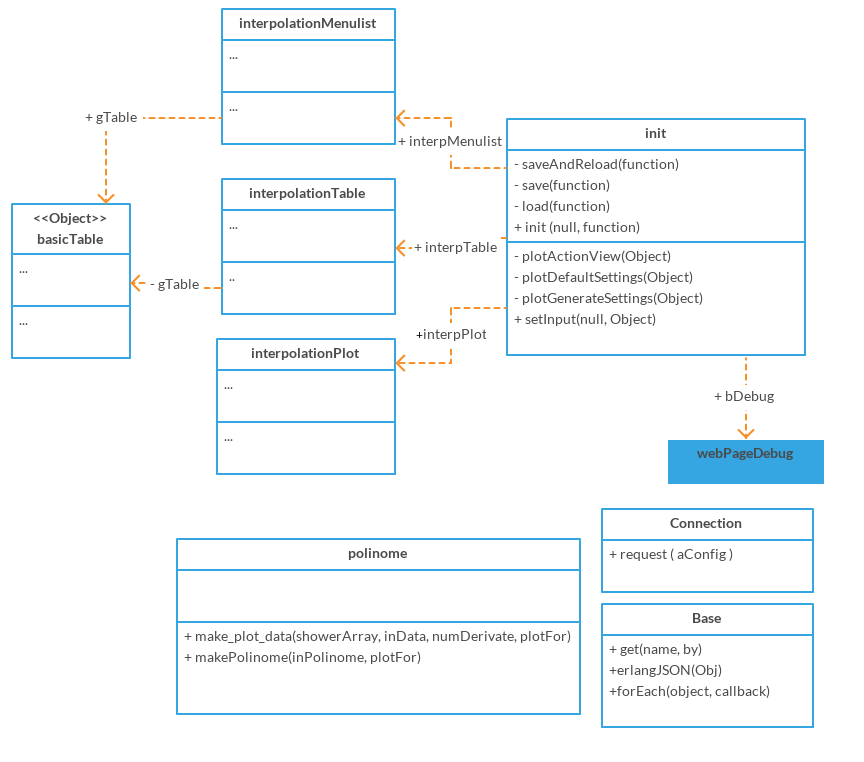 interpolationMenulist
...
...
+ gTable
+ interpMenulist
init
- saveAndReload(function)
- save(function)
- load(function)
+ init (null, function)
- plotActionView(Object)
- plotDefaultSettings(Object)
- plotGenerateSettings(Object)
+ setInput(null, Object)
interpolationTable
...
..
+ interpTable
<<Object>>
basicTable
...
...
- gTable
+interpPlot
interpolationPlot
...
...
+ bDebug
webPageDebug
Connection
+ request ( aConfig )
polinome
+ make_plot_data(showerArray, inData, numDerivate, plotFor)
+ makePolinome(inPolinome, plotFor)
Base
+ get(name, by)
+erlangJSON(Obj)
+forEach(object, callback)